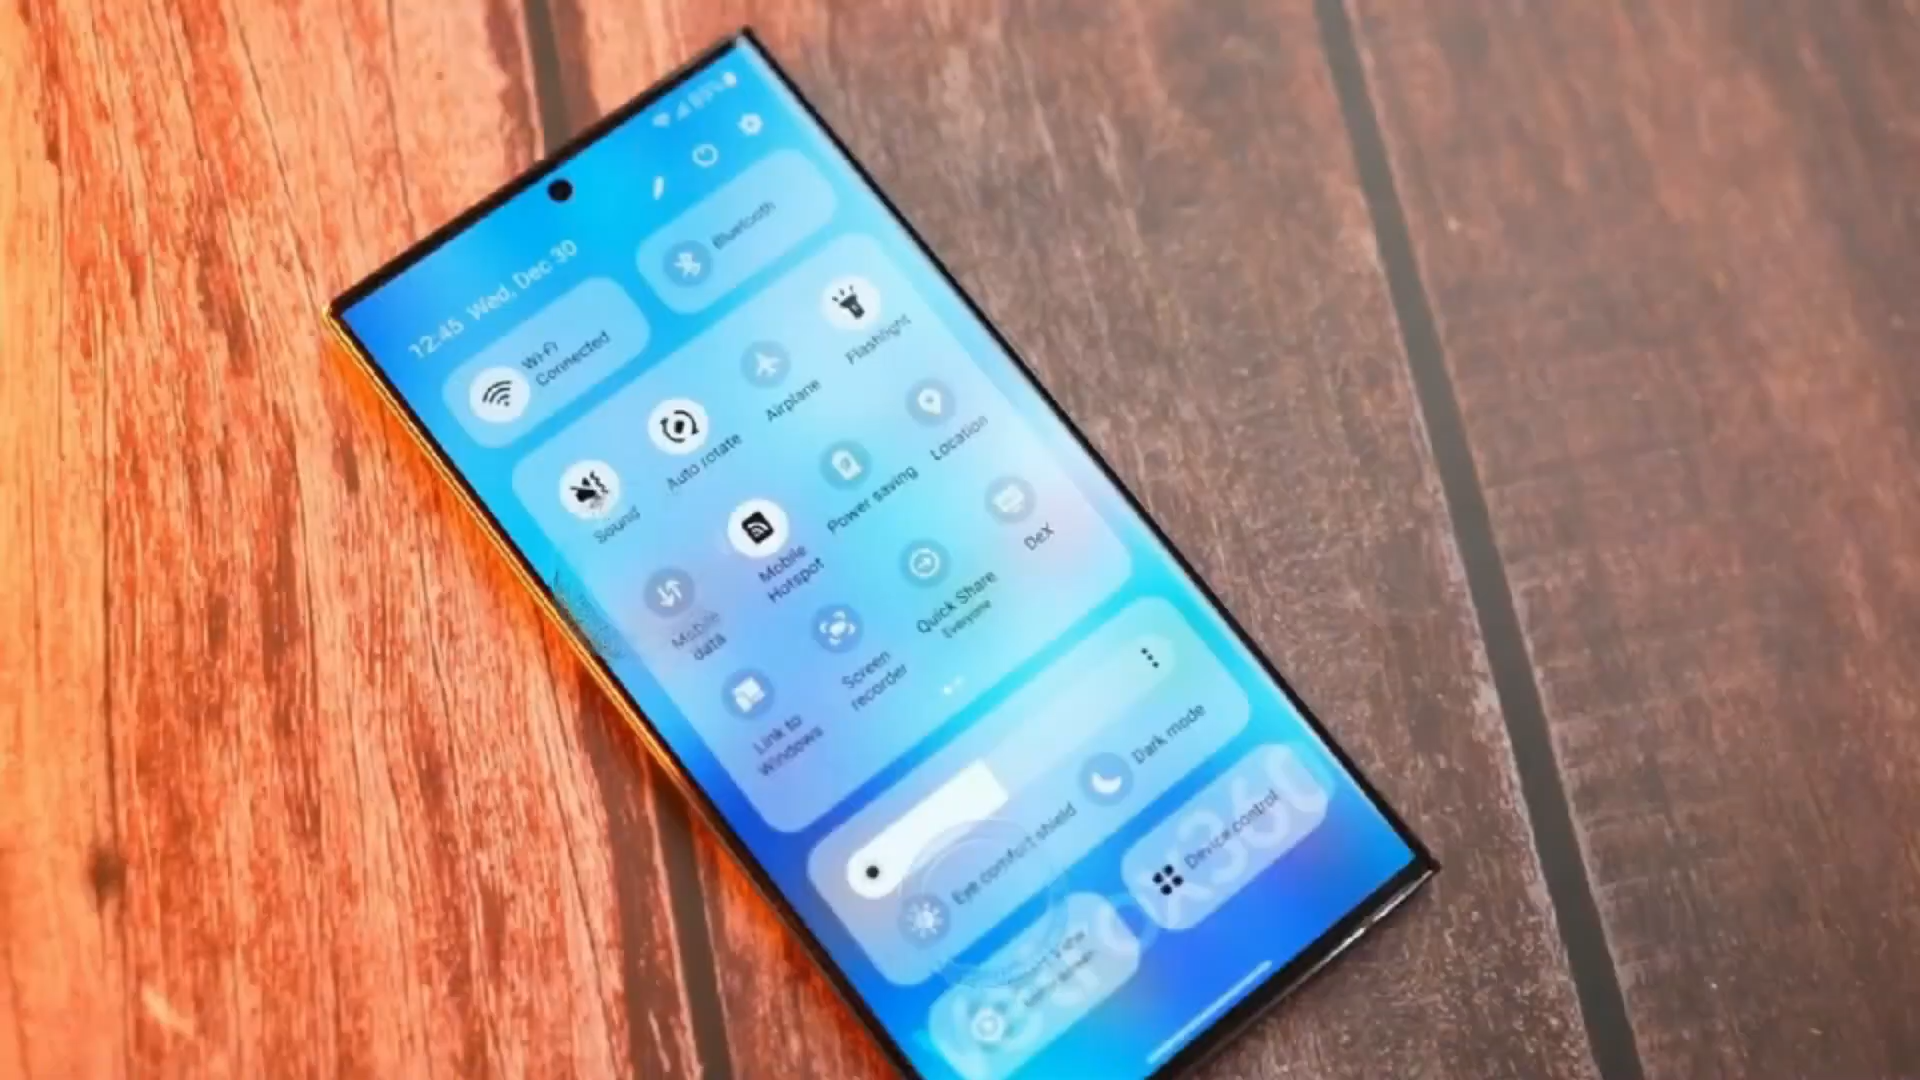 12:45 Wed, Dec 30
Wi-Fi
Connected
Bluetooth
Sound
Auto rotate
Airplane
Flashlight
Mobile
data
Mobile
Hotspot
Power saving
Location
Link to
Windows
Screen
recorder
Quick Share
Everyone
DeX
Eye comfort shield
Dark mode
Device control